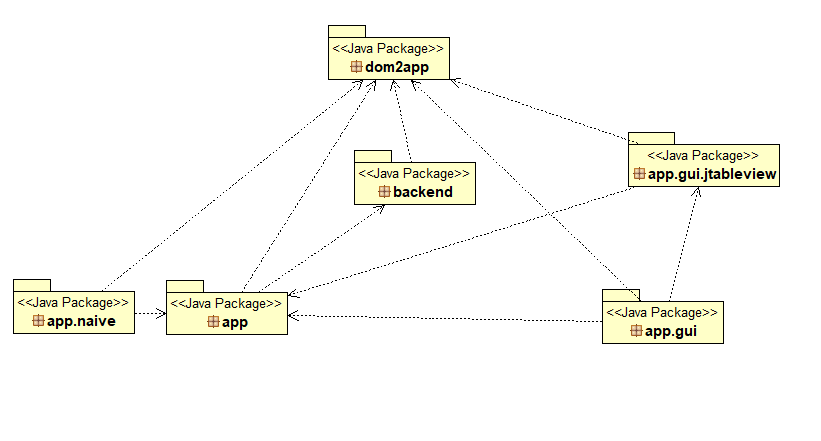 <<Java Package>>
dom2app
<<Java Package>>
app.gui.jtableview
<<Java Package>>
backend
<<Java Package>>
app.naive
<<Java Package>>
app
<<Java Package>>
app.gui